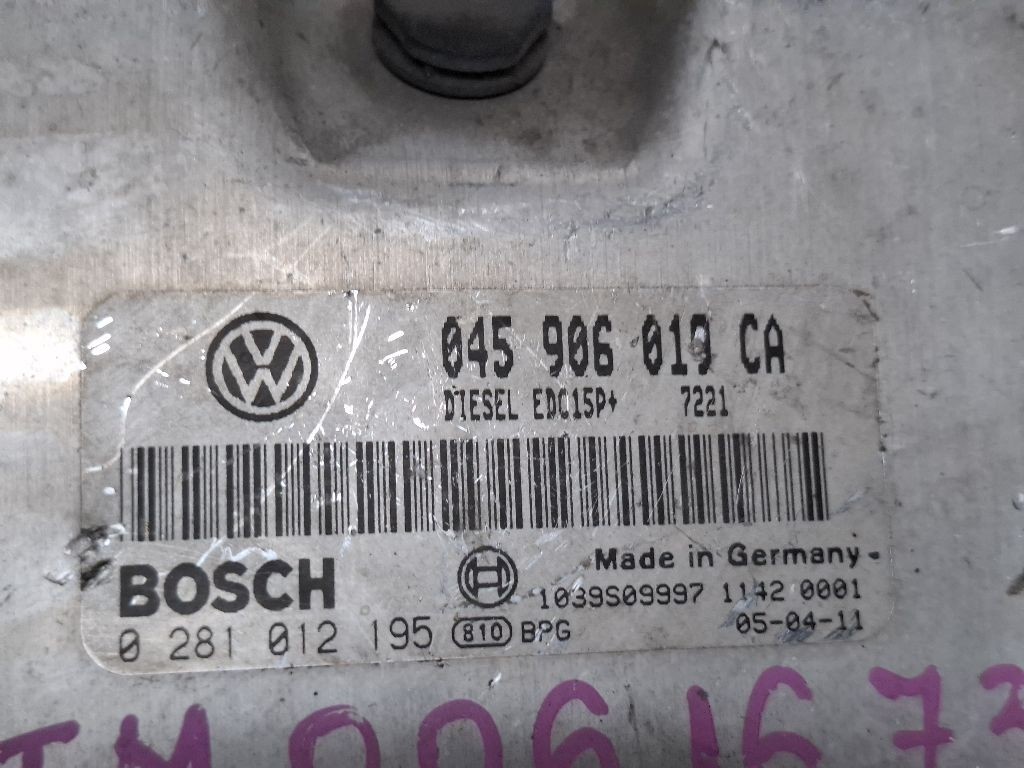 045 906 019 CA
DIESEL EDC15P+ 7221
BOSCH
Made in Germany
1039S09997 1142 0001
0 281 012 195 810 BPG
05-04-11